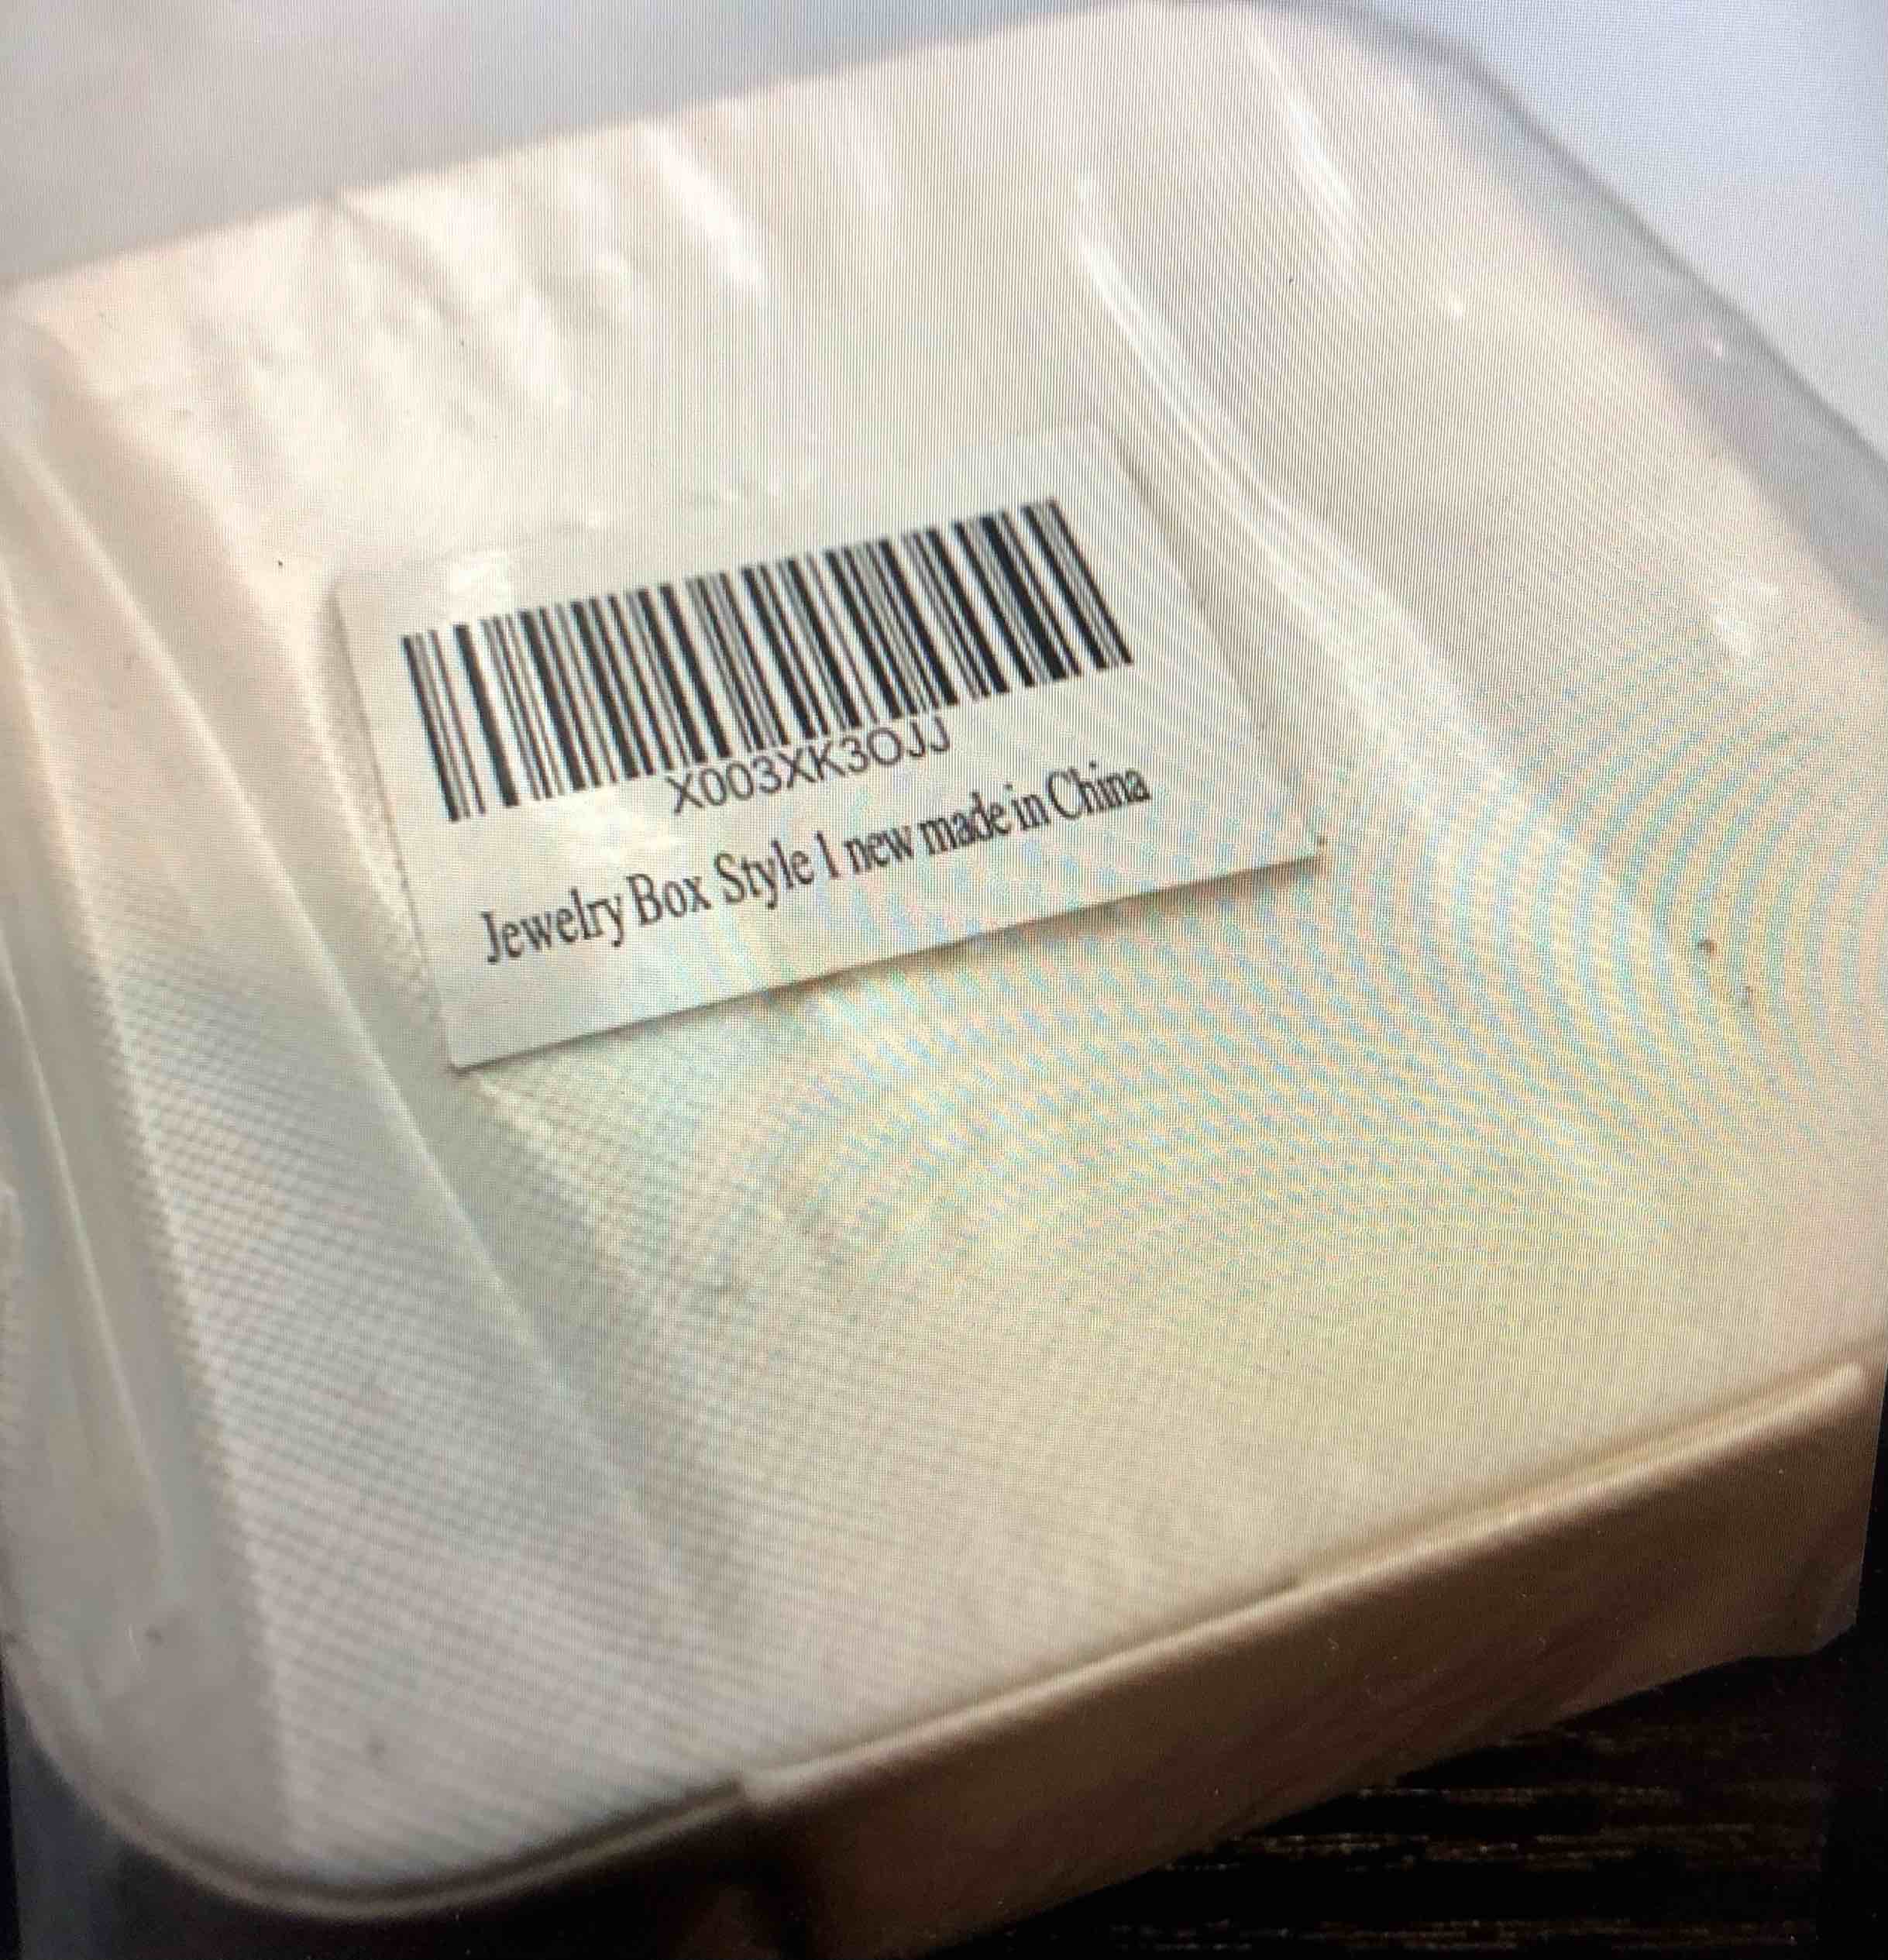 X003XK3OJJ
Jewelry Box Style 1 new made in China